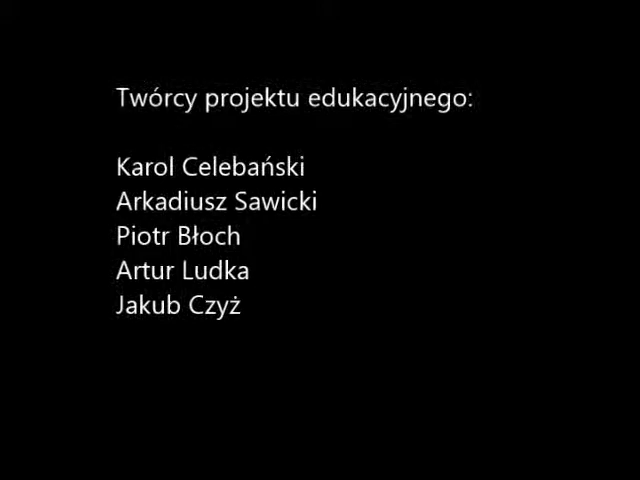 Twórcy projektu edukacyjnego:
Karol Celebański
Arkadiusz Sawicki
Piotr Błoch
Artur Ludka
Jakub Czyż